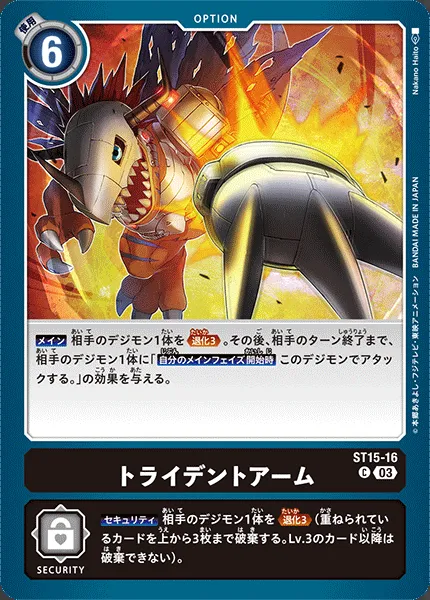 OPTION
使用
6
Nakano Haito
© 本郷あきよし・フジテレビ・東映アニメーション BANDAI MADE IN JAPAN
メイン 相手のデジモン1体を 退化3 。その後、相手のターン終了まで、
相手のデジモン1体に「 自分のメインフェイズ開始時 このデジモンでアタッ
クする。」の効果を与える。
ST15-16
トライデントアーム
C 03
セキュリティ 相手のデジモン1体を 退化3 (重ねられてい
るカードを上から3枚まで破棄する。Lv.3のカード以降は
破棄できない)。
SECURITY